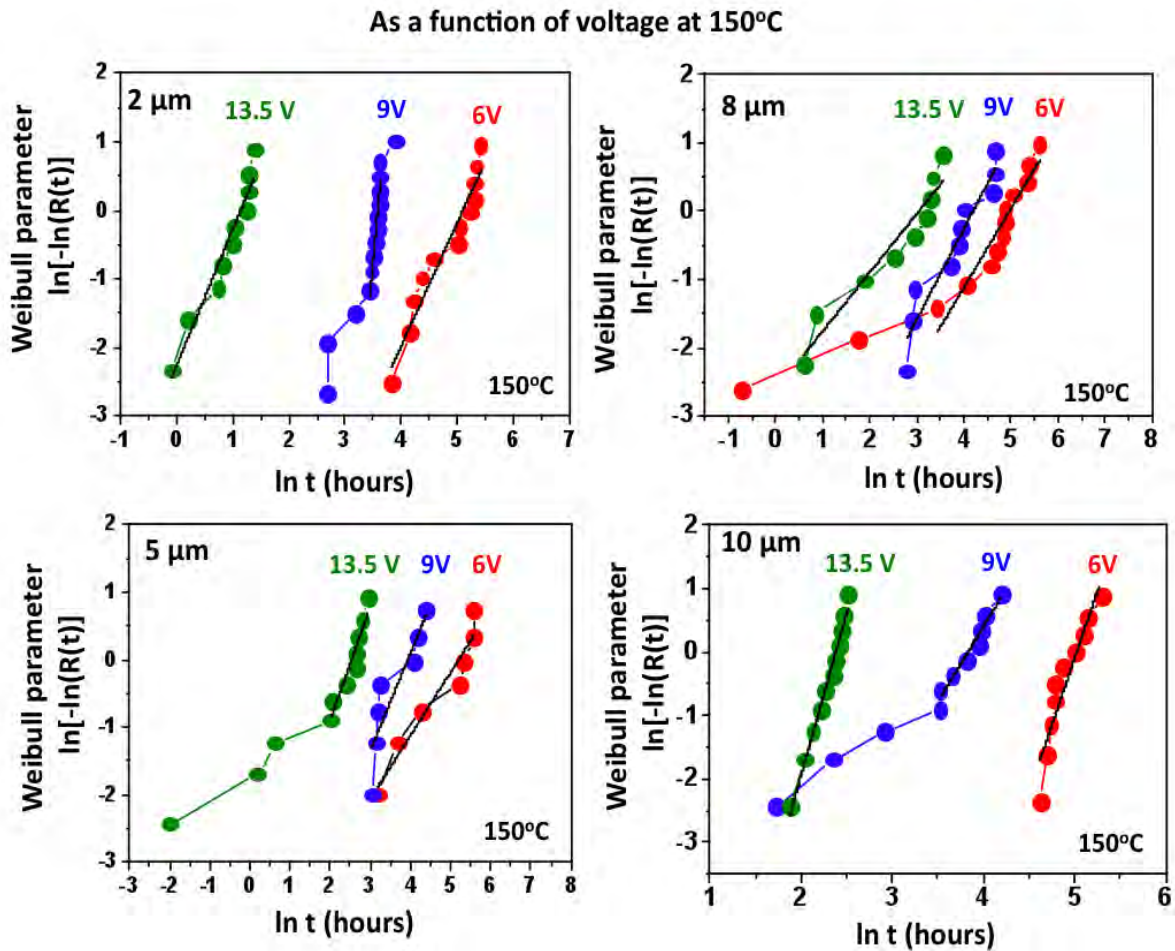 As a function of voltage at 150°C
2 μm
13.5 V
9V
6V
150°C
Weibull parameter
ln[-ln(R(t)]
2
1
0
-1
-2
-3
-1 0 1 2 3 4 5 6 7
ln t (hours)
8 μm
13.5 V
9V
6V
150°C
Weibull parameter
ln[-ln(R(t)]
2
1
0
-1
-2
-3
-1 0 1 2 3 4 5 6 7 8
ln t (hours)
5 μm
13.5 V
9V
6V
150°C
Weibull parameter
ln[-ln(R(t)]
2
1
0
-1
-2
-3
-3 -2 -1 0 1 2 3 4 5 6 7 8
ln t (hours)
10 μm
13.5 V
9V
6V
150°C
Weibull parameter
ln[-ln(R(t)]
2
1
0
-1
-2
-3
1 2 3 4 5 6
ln t (hours)